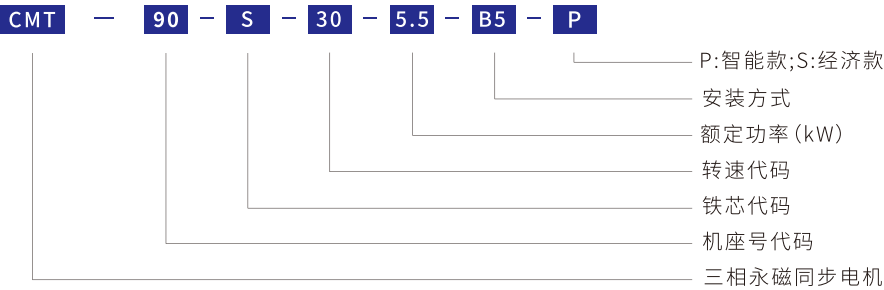 CMT — 90 – S – 30 – 5.5 – B5 – P
P:智能款;S:经济款
安装方式
额定功率(kW)
转速代码
铁芯代码
机座号代码
三相永磁同步电机